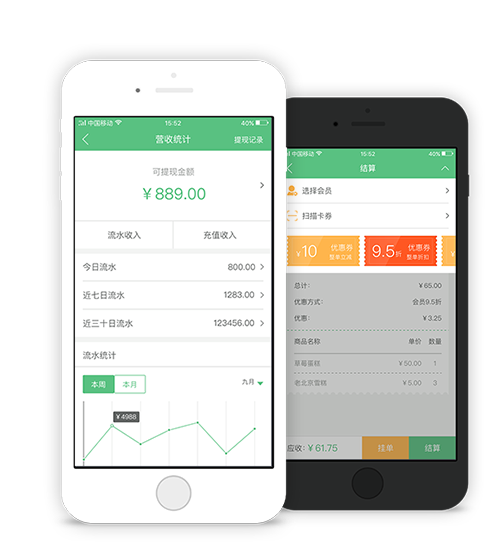 中国移动 15:52 40%
营收统计 提现记录
可提现金额
¥889.00
流水收入 充值收入
今日流水 800.00
近七日流水 1283.00
近三十日流水 123456.00
流水统计
本周 本月 九月
¥4988
中国移动 15:52 40%
结算
选择会员
扫描卡券
¥10 优惠券 整单立减
9.5折 优惠券 整单折扣
¥
总计: ¥65.00
优惠方式: 会员9.5折
优惠: ¥3.25
商品名称 单价 数量
草莓蛋糕 ¥50.00 1
老北京雪糕 ¥5.00 3
应收: ¥61.75 挂单 结算